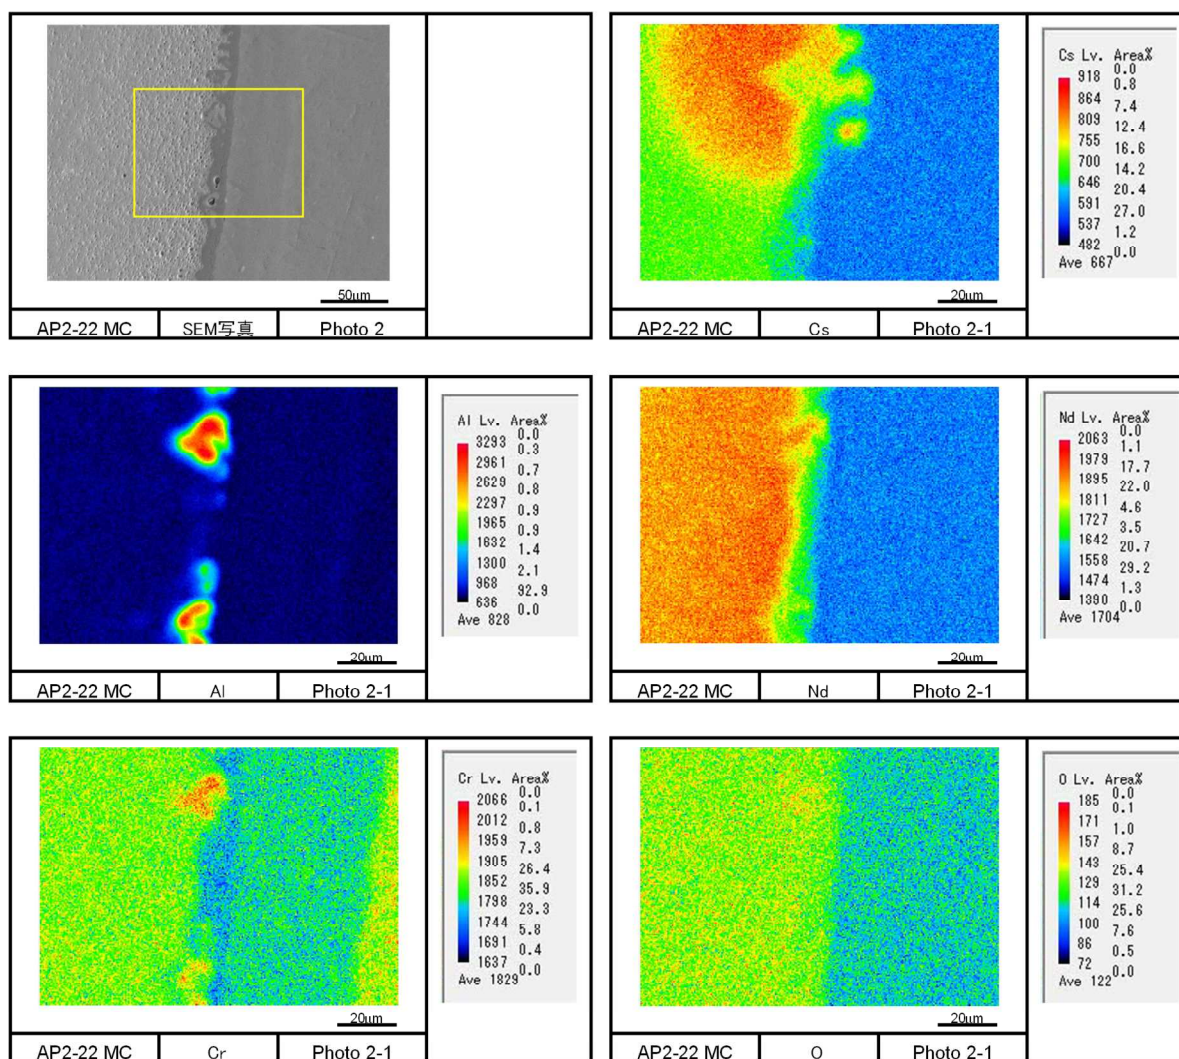 50μm
AP2-22 MC SEM写真 Photo 2
Cs Lv. Area%
0.0
918 0.8
864 7.4
809 12.4
755 16.6
700 14.2
646 20.4
591 27.0
537 1.2
482 0.0
Ave 667
20μm
AP2-22 MC Cs Photo 2-1
Al Lv. Area%
0.0
3293 0.3
2961 0.7
2629 0.8
2297 0.9
1965 0.9
1632 1.4
1300 2.1
968 92.9
636 0.0
Ave 828
20μm
AP2-22 MC Al Photo 2-1
Nd Lv. Area%
0.0
2063 1.1
1979 17.7
1895 22.0
1811 4.6
1727 3.5
1642 20.7
1558 29.2
1474 1.3
1390 0.0
Ave 1704
20μm
AP2-22 MC Nd Photo 2-1
Cr Lv. Area%
0.0
2066 0.1
2012 0.8
1959 7.3
1905 26.4
1852 35.9
1798 23.3
1744 5.8
1691 0.4
1637 0.0
Ave 1829
20μm
AP2-22 MC Cr Photo 2-1
O Lv. Area%
0.0
185 0.1
171 1.0
157 8.7
143 25.4
129 31.2
114 25.6
100 7.6
86 0.5
72 0.0
Ave 122
20μm
AP2-22 MC O Photo 2-1